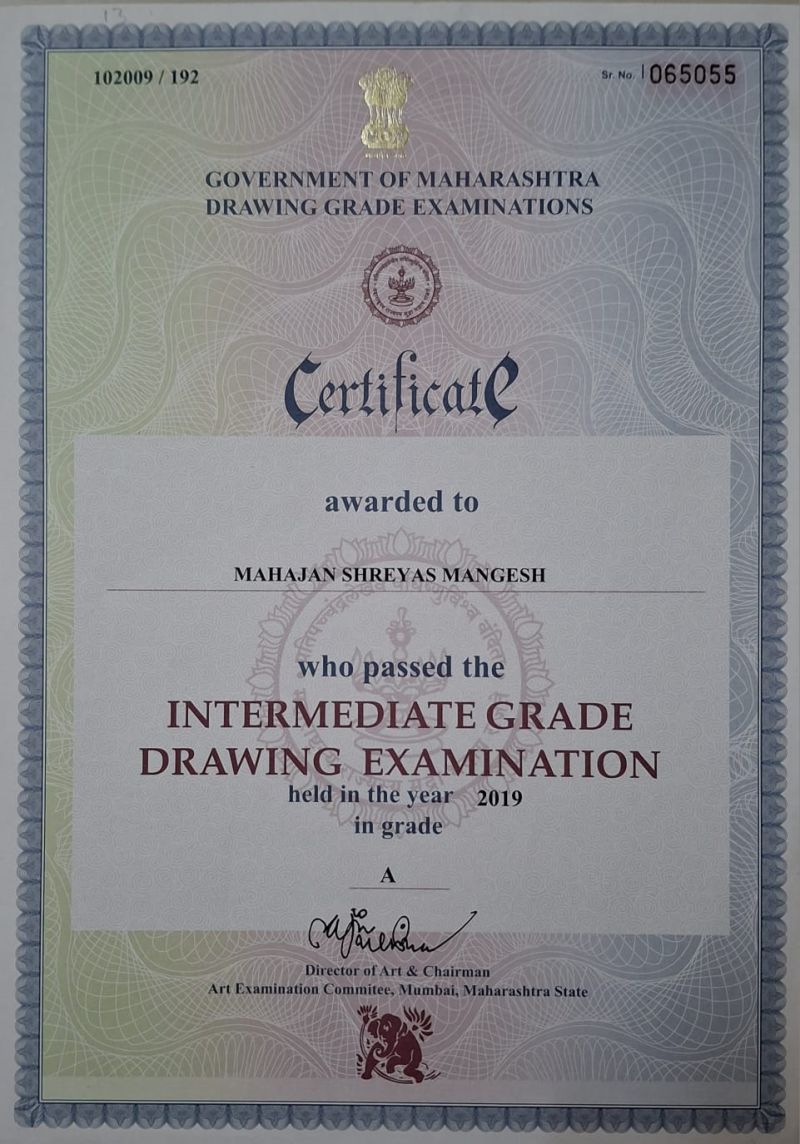 13
102009 / 192
Sr. No. 1065055
GOVERNMENT OF MAHARASHTRA
DRAWING GRADE EXAMINATIONS
Certificate
awarded to
MAHAJAN SHREYAS MANGESH
who passed the
INTERMEDIATE GRADE
DRAWING EXAMINATION
held in the year 2019
in grade
A
Director of Art & Chairman
Art Examination Commitee, Mumbai, Maharashtra State